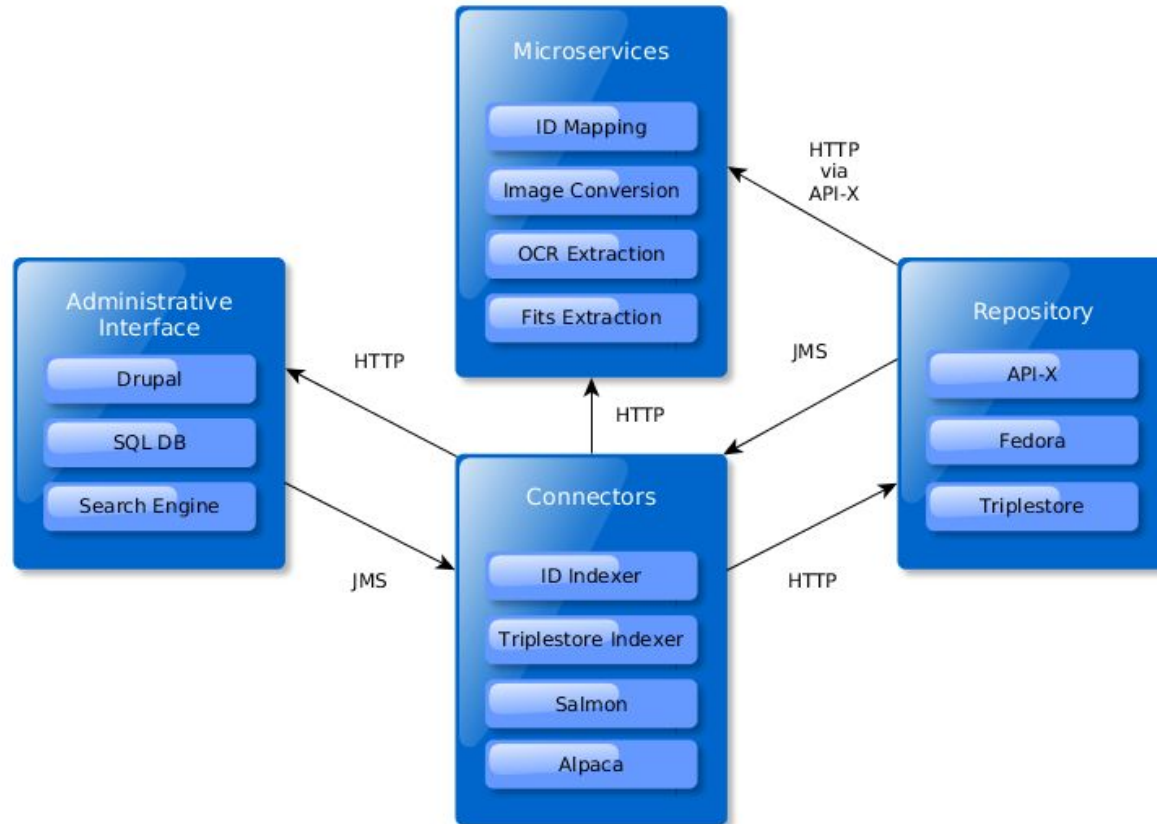 Microservices
ID Mapping
Image Conversion
OCR Extraction
Fits Extraction
HTTP
via
API-X
Administrative
Interface
Drupal
SQL DB
Search Engine
HTTP
JMS
HTTP
JMS
HTTP
Repository
API-X
Fedora
Triplestore
Connectors
ID Indexer
Triplestore Indexer
Salmon
Alpaca